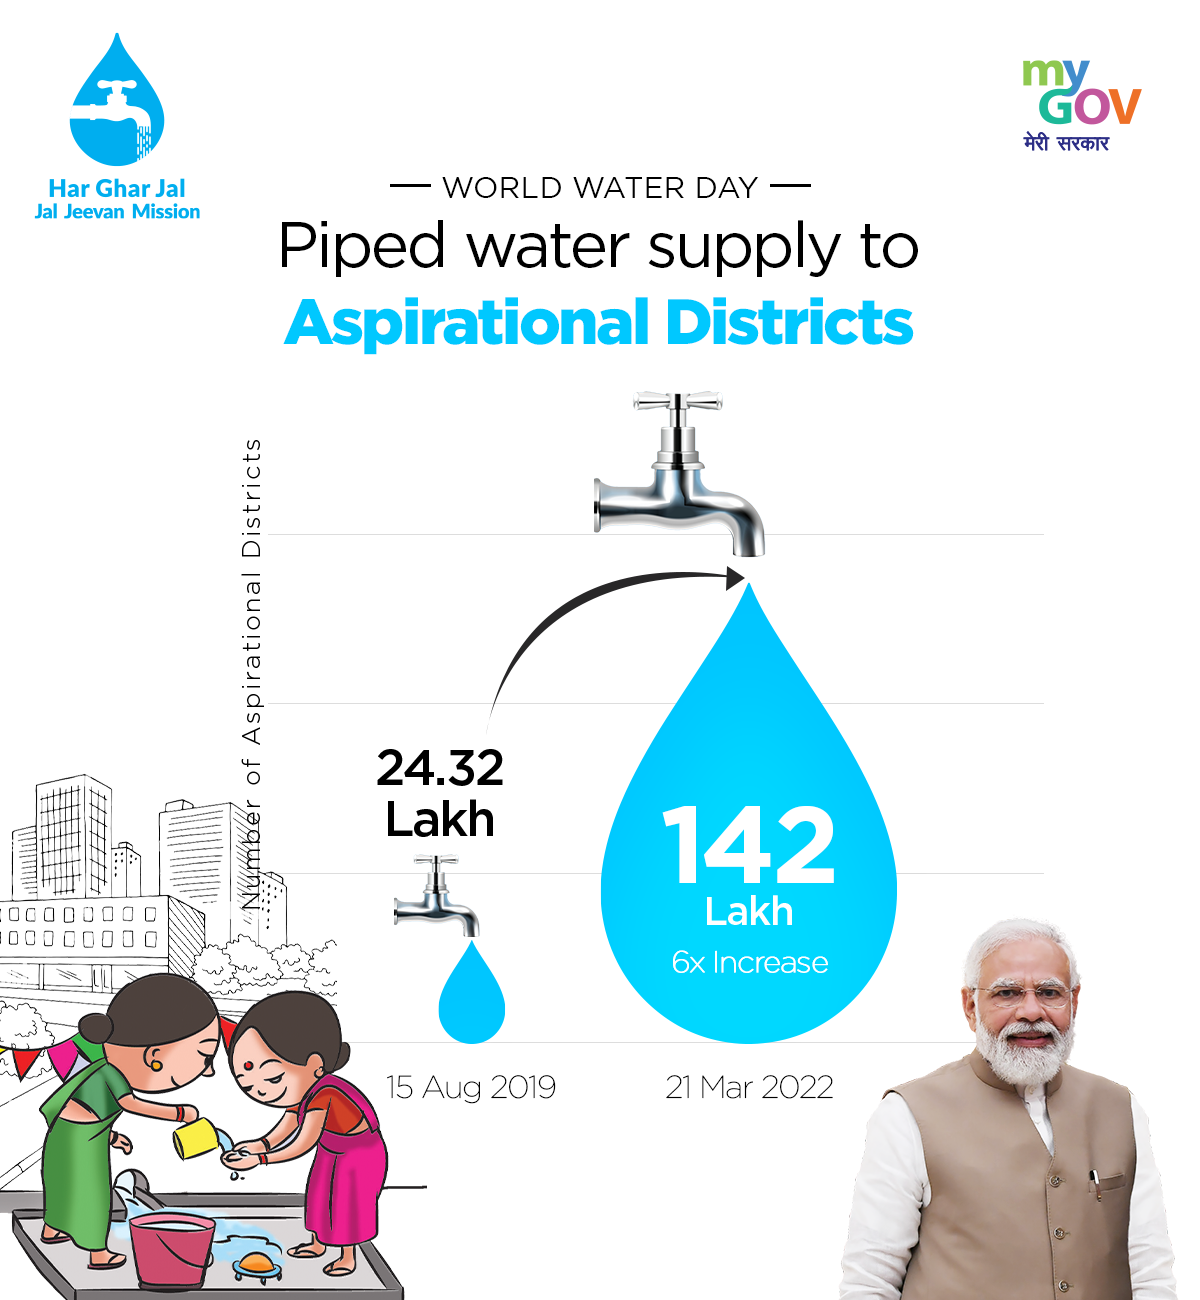 Har Ghar Jal
Jal Jeevan Mission
my
GOV
मेरी सरकार
WORLD WATER DAY
Piped water supply to
Aspirational Districts
Number of Aspirational Districts
24.32
Lakh
142
Lakh
6x Increase
15 Aug 2019
21 Mar 2022